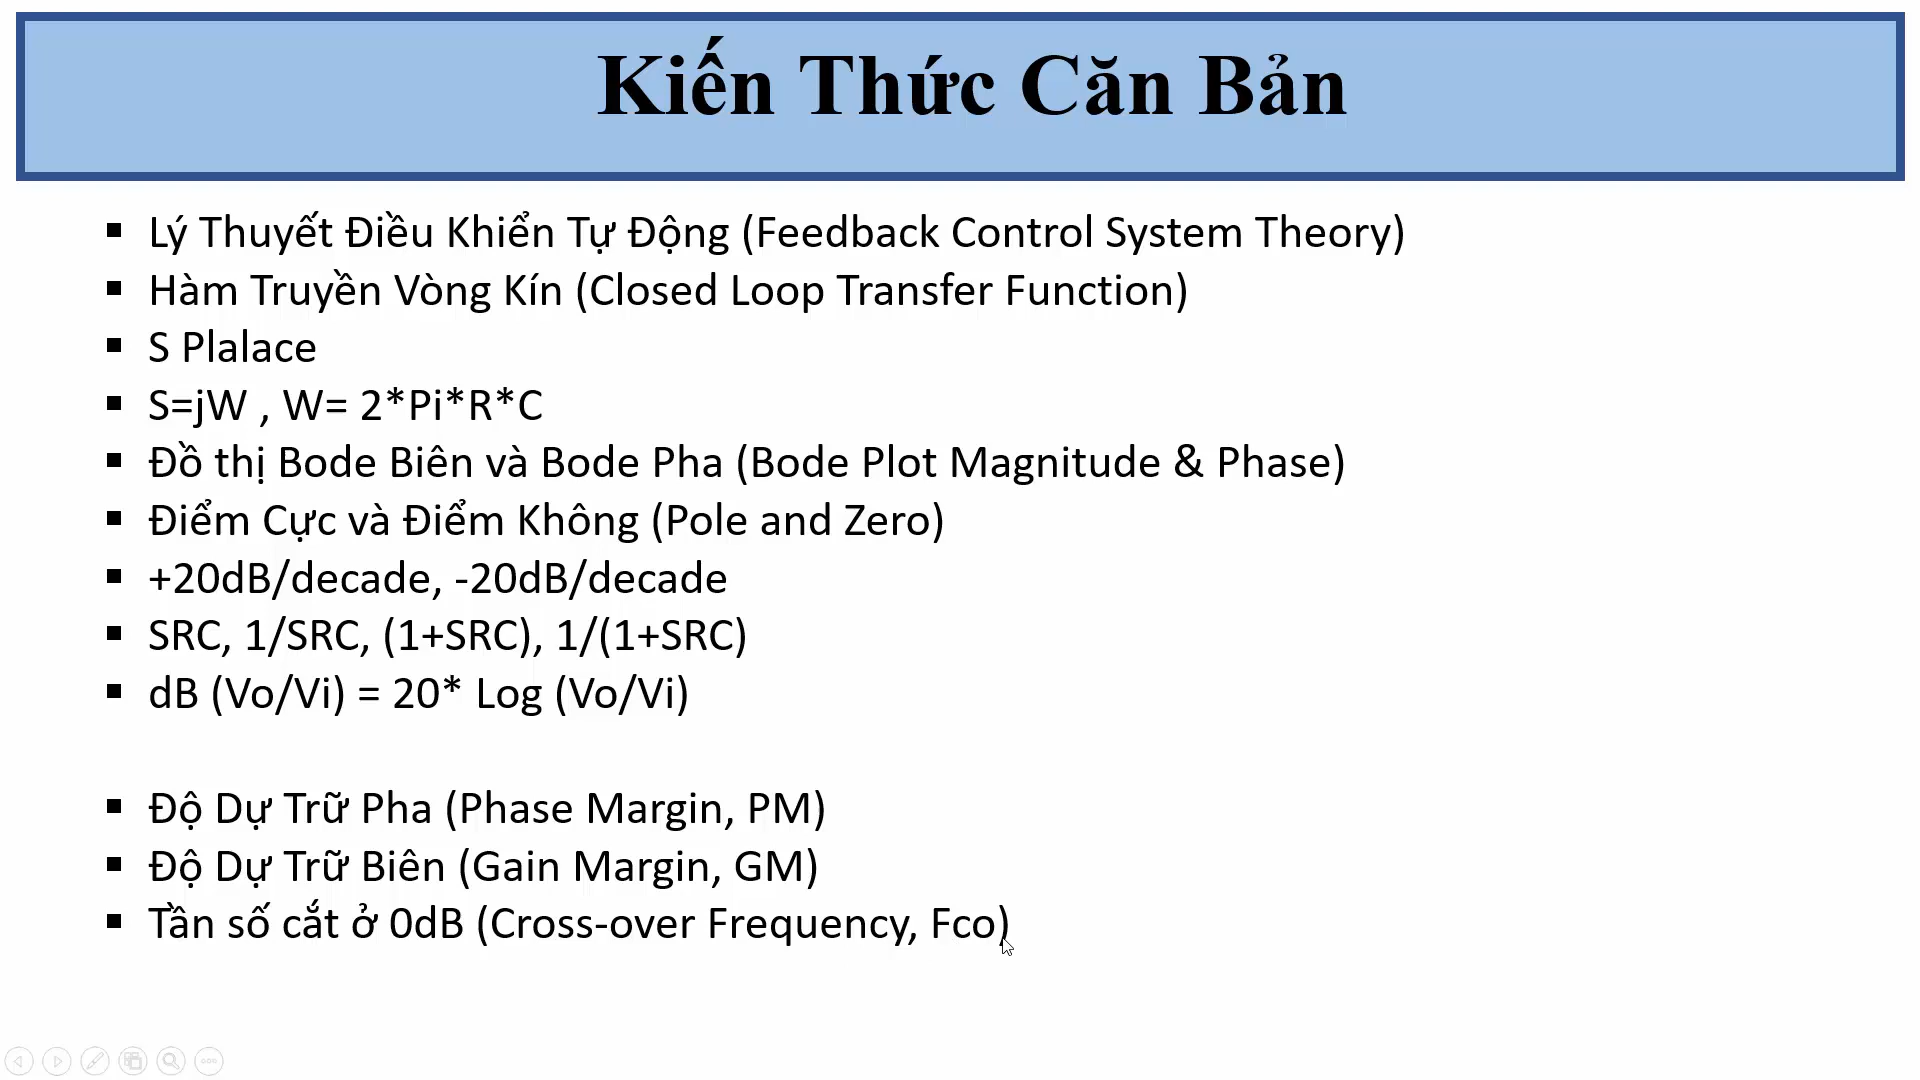 Kiến Thức Căn Bản
▪ Lý Thuyết Điều Khiển Tự Động (Feedback Control System Theory)
▪ Hàm Truyền Vòng Kín (Closed Loop Transfer Function)
▪ S Plalace
▪ S=jW , W= 2*Pi*R*C
▪ Đồ thị Bode Biên và Bode Pha (Bode Plot Magnitude & Phase)
▪ Điểm Cực và Điểm Không (Pole and Zero)
▪ +20dB/decade, -20dB/decade
▪ SRC, 1/SRC, (1+SRC), 1/(1+SRC)
▪ dB (Vo/Vi) = 20* Log (Vo/Vi)
▪ Độ Dự Trữ Pha (Phase Margin, PM)
▪ Độ Dự Trữ Biên (Gain Margin, GM)
▪ Tần số cắt ở 0dB (Cross-over Frequency, Fco)